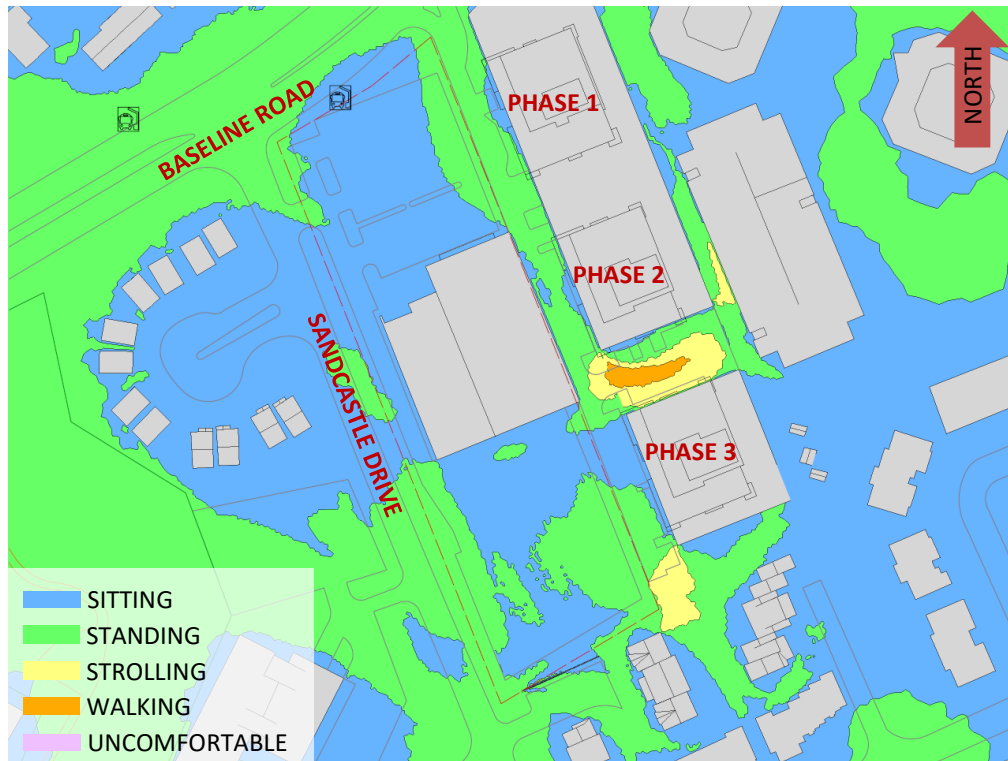 NORTH
PHASE 1
BASELINE ROAD
PHASE 2
SANDCASTLE DRIVE
PHASE 3
SITTING
STANDING
STROLLING
WALKING
UNCOMFORTABLE